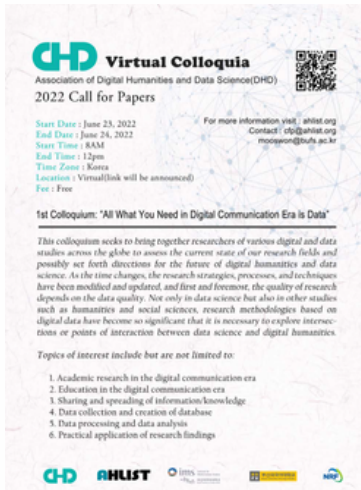 CHD Virtual Colloquia
Association of Digital Humanities and Data Science(DHD)
2022 Call for Papers
Start Date : June 23, 2022
End Date : June 24, 2022
Start Time : 8AM
End Time : 12pm
Time Zone : Korea
Location : Virtual(link will be announced)
Fee : Free
For more information visit : ahlist.org
Contact : cfp@ahlist.org
mooswon@bufs.ac.kr
1st Colloquium: "All What You Need in Digital Communication Era is Data"
This colloquium seeks to bring together researchers of various digital and data
studies across the globe to assess the current state of our research fields and
possibly set forth directions for the future of digital humanities and data
science. As the time changes, the research strategies, processes, and techniques
have been modified and updated, and first and foremost, the quality of research
depends on the data quality. Not only in data science but also in other studies
such as humanities and social sciences, research methodologies based on
digital data have become so significant that it is necessary to explore intersec-
tions or points of interaction between data science and digital humanities.
Topics of interest include but are not limited to:
1. Academic research in the digital communication era
2. Education in the digital communication era
3. Sharing and spreading of information/knowledge
4. Data collection and creation of database
5. Data processing and data analysis
6. Practical application of research findings
CHD AHLIST ims NRF